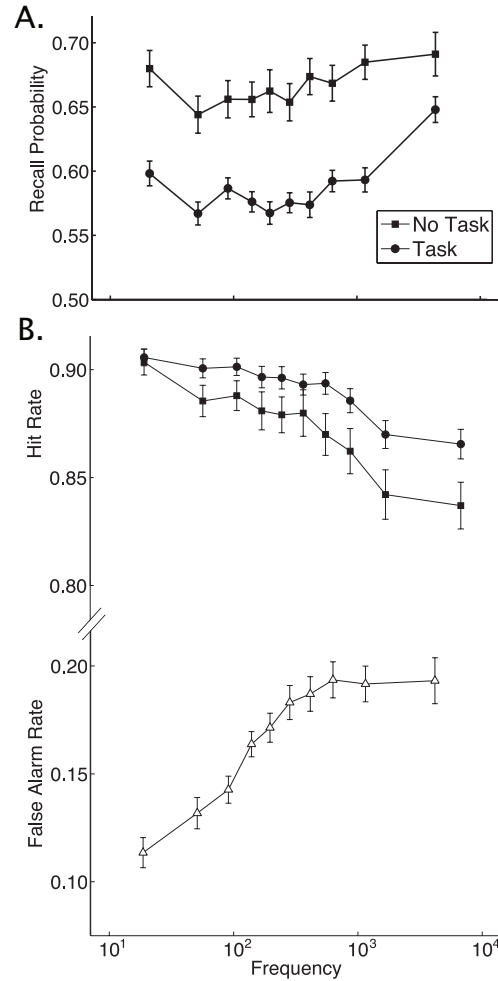 A.
0.70
0.65
0.60
0.55
0.50
Recall Probability
No Task
Task
B.
0.90
0.85
0.80
Hit Rate
0.20
0.15
0.10
False Alarm Rate
10¹ 10² 10³ 10⁴
Frequency